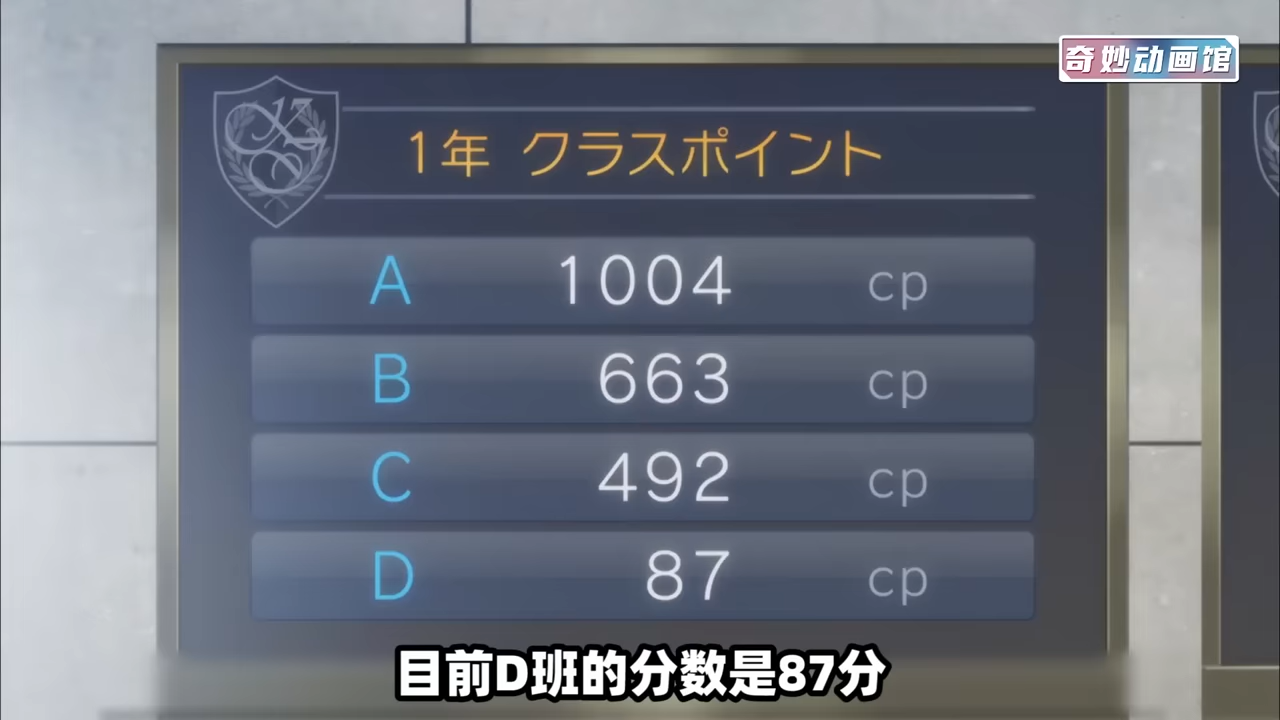 奇妙动画馆
1年 クラスポイント
A 1004 cp
B 663 cp
C 492 cp
D 87 cp
目前D班的分数是87分